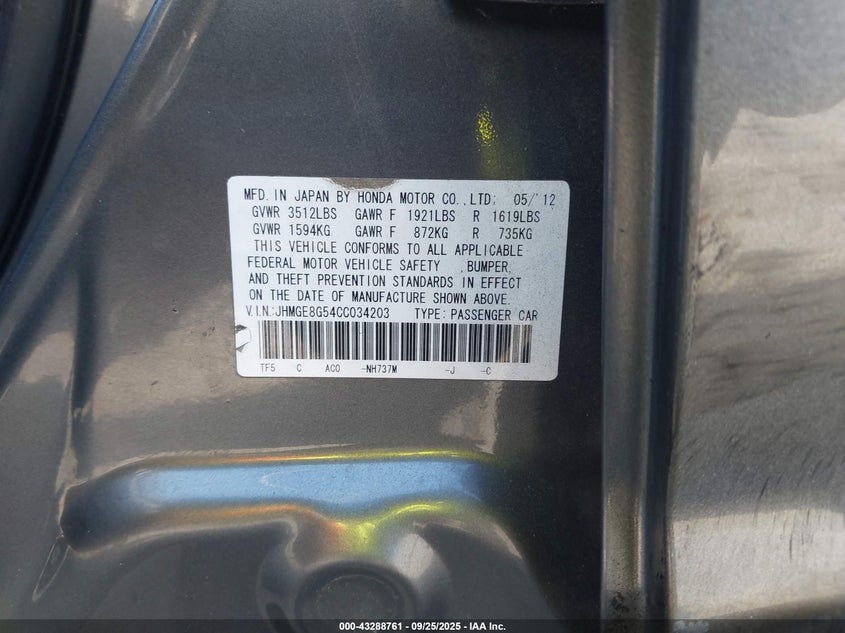 MFD. IN JAPAN BY HONDA MOTOR CO.,LTD; 05/'12
GVWR 3512LBS GAWR F 1921LBS R 1619LBS
GVWR 1594KG GAWR F 872KG R 735KG
THIS VEHICLE CONFORMS TO ALL APPLICABLE
FEDERAL MOTOR VEHICLE SAFETY ,BUMPER,
AND THEFT PREVENTION STANDARDS IN EFFECT
ON THE DATE OF MANUFACTURE SHOWN ABOVE.
V.I.N:JHMGE8G54CC034203 TYPE: PASSENGER CAR
TF5 C AC0 -NH737M -J -C
000-43288761 - 09/25/2025 - IAA Inc.